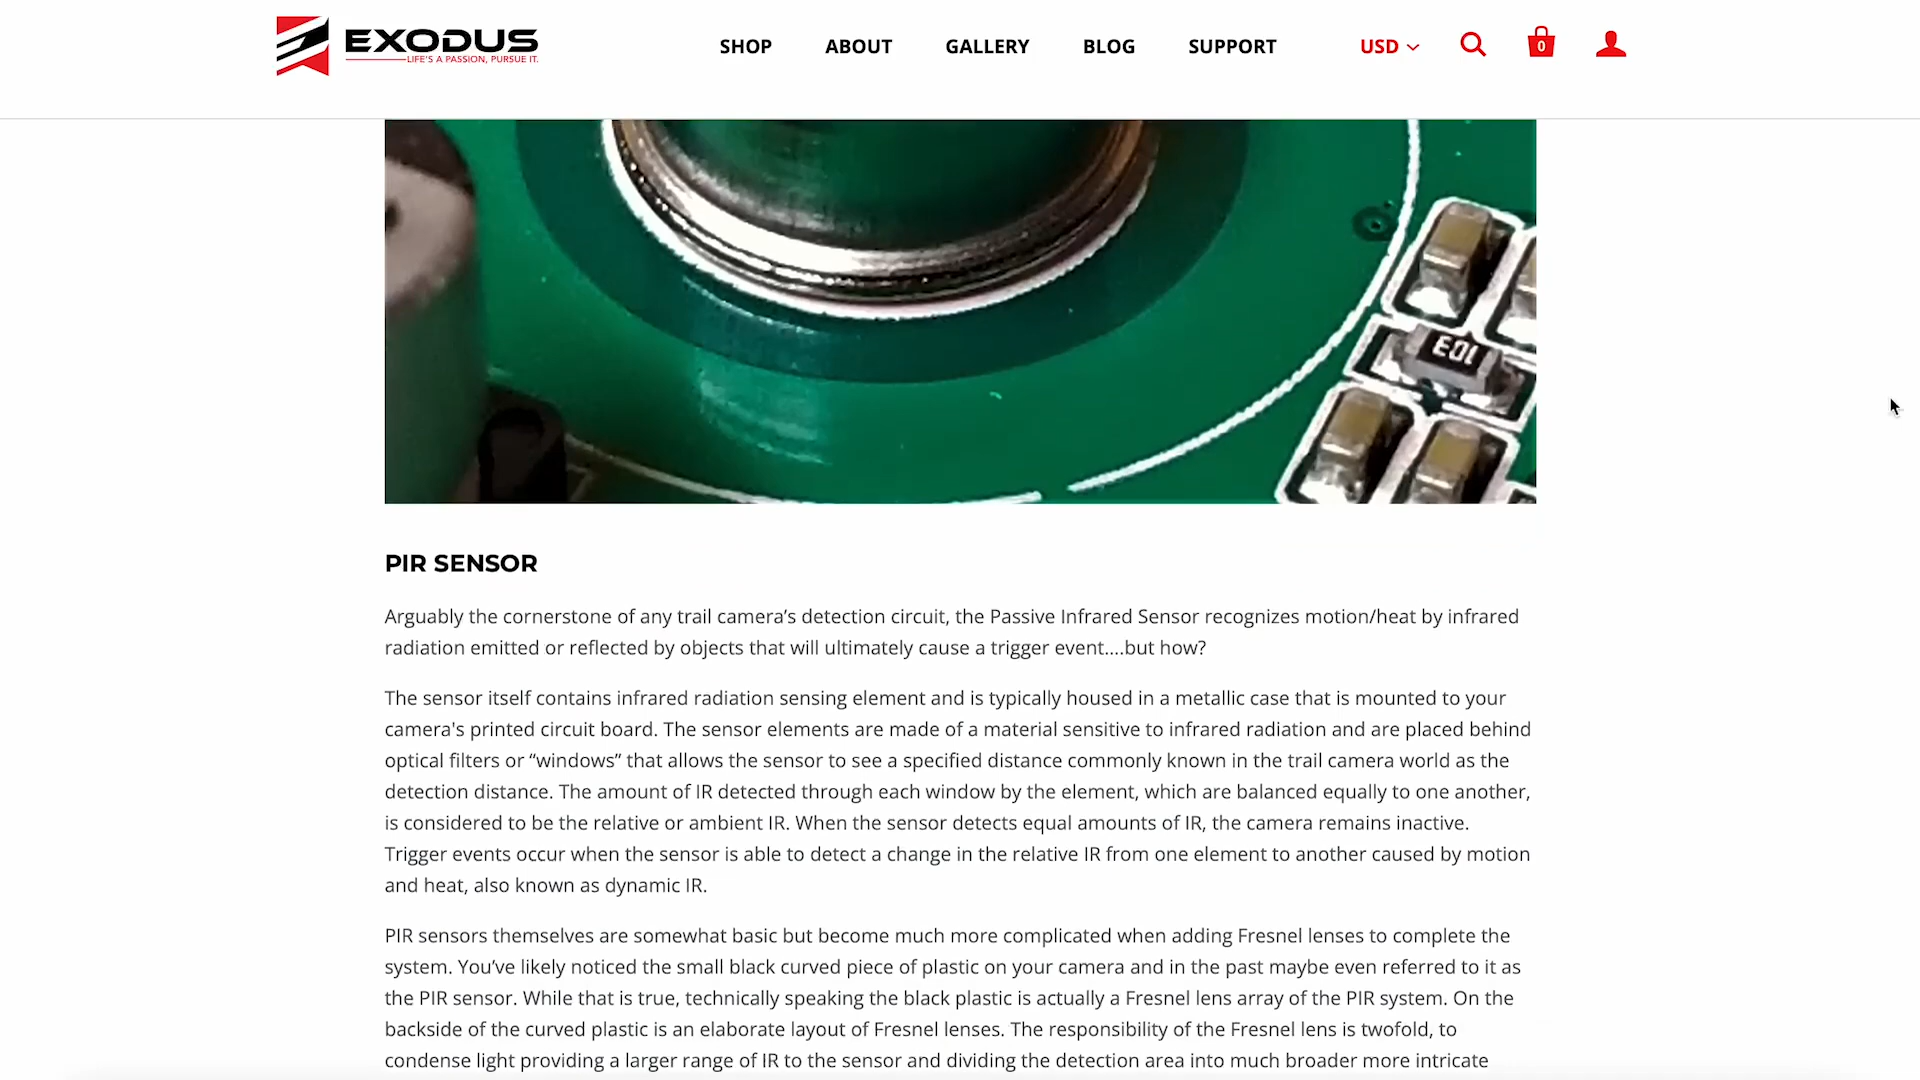 EXODUS
LIFE'S A PASSION, PURSUE IT.
SHOP ABOUT GALLERY BLOG SUPPORT USD 0
E0L
PIR SENSOR
Arguably the cornerstone of any trail camera’s detection circuit, the Passive Infrared Sensor recognizes motion/heat by infrared
radiation emitted or reflected by objects that will ultimately cause a trigger event....but how?
The sensor itself contains infrared radiation sensing element and is typically housed in a metallic case that is mounted to your
camera's printed circuit board. The sensor elements are made of a material sensitive to infrared radiation and are placed behind
optical filters or “windows” that allows the sensor to see a specified distance commonly known in the trail camera world as the
detection distance. The amount of IR detected through each window by the element, which are balanced equally to one another,
is considered to be the relative or ambient IR. When the sensor detects equal amounts of IR, the camera remains inactive.
Trigger events occur when the sensor is able to detect a change in the relative IR from one element to another caused by motion
and heat, also known as dynamic IR.
PIR sensors themselves are somewhat basic but become much more complicated when adding Fresnel lenses to complete the
system. You’ve likely noticed the small black curved piece of plastic on your camera and in the past maybe even referred to it as
the PIR sensor. While that is true, technically speaking the black plastic is actually a Fresnel lens array of the PIR system. On the
backside of the curved plastic is an elaborate layout of Fresnel lenses. The responsibility of the Fresnel lens is twofold, to
condense light providing a larger range of IR to the sensor and dividing the detection area into much broader more intricate